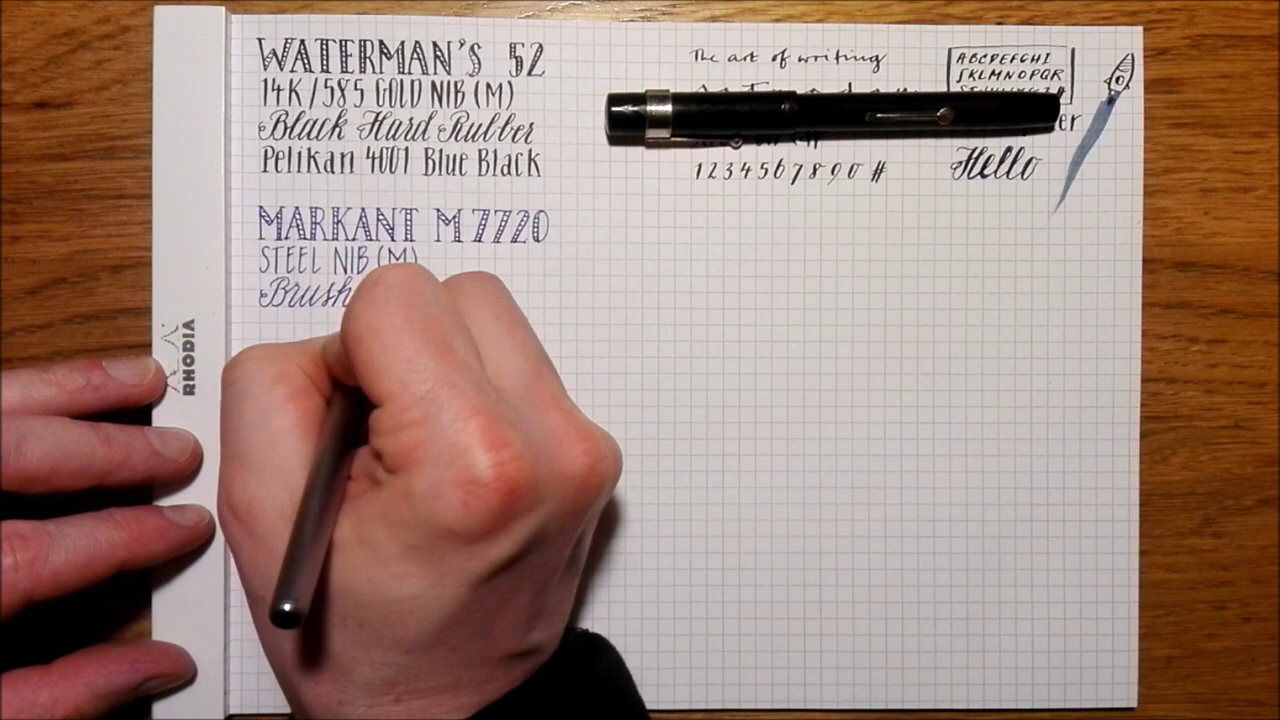 WATERMAN'S 52
14K/585 GOLD NIB (M)
Black Hard Rubber
Pelikan 4001 Blue Black
MARKANT M7720
STEEL NIB (M)
Brush
The art of writing
1234567890 #
ABCDEFGHI
JKLMNOPQR
Hello
RHODIA